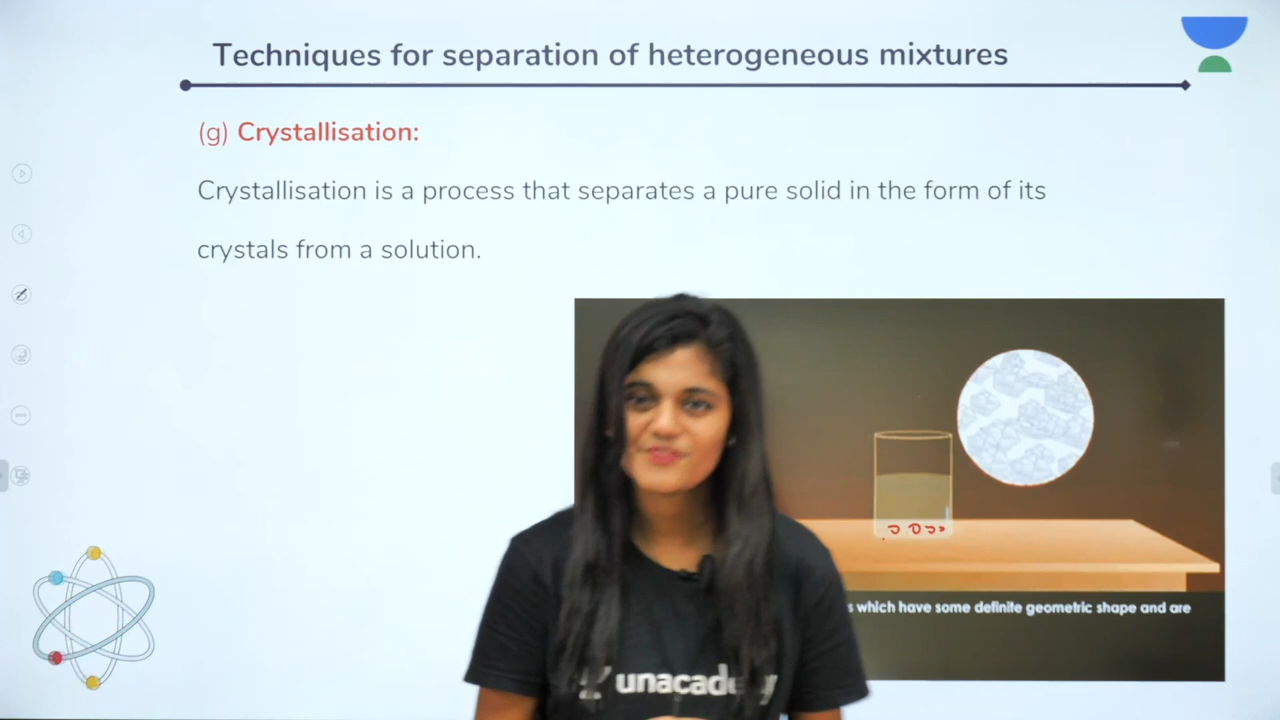 Techniques for separation of heterogeneous mixtures
(g) Crystallisation:
Crystallisation is a process that separates a pure solid in the form of its
crystals from a solution.
which have some definite geometric shape and are
unacademy